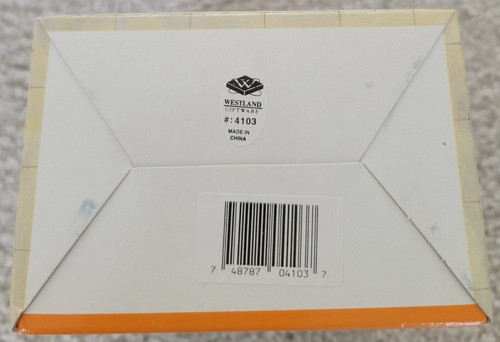 WESTLAND
GIFTWARE
#:4103
MADE IN
CHINA
7 48787 04103 7